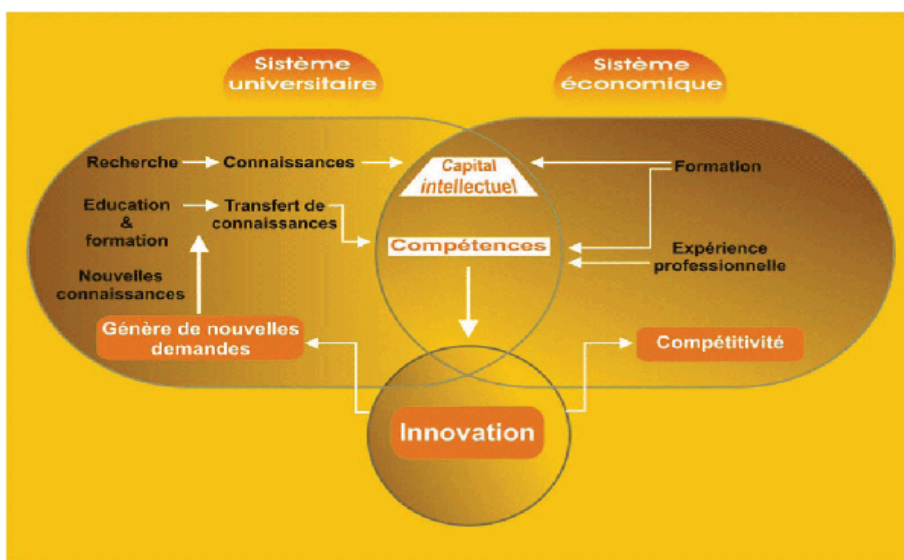 Sistème
universitaire
Sistème
économique
Recherche
Connaissances
Capital
intellectuel
Formation
Education
&
formation
Transfert de
connaissances
Compétences
Expérience
professionnelle
Nouvelles
connaissances
Génère de nouvelles
demandes
Compétitivité
Innovation